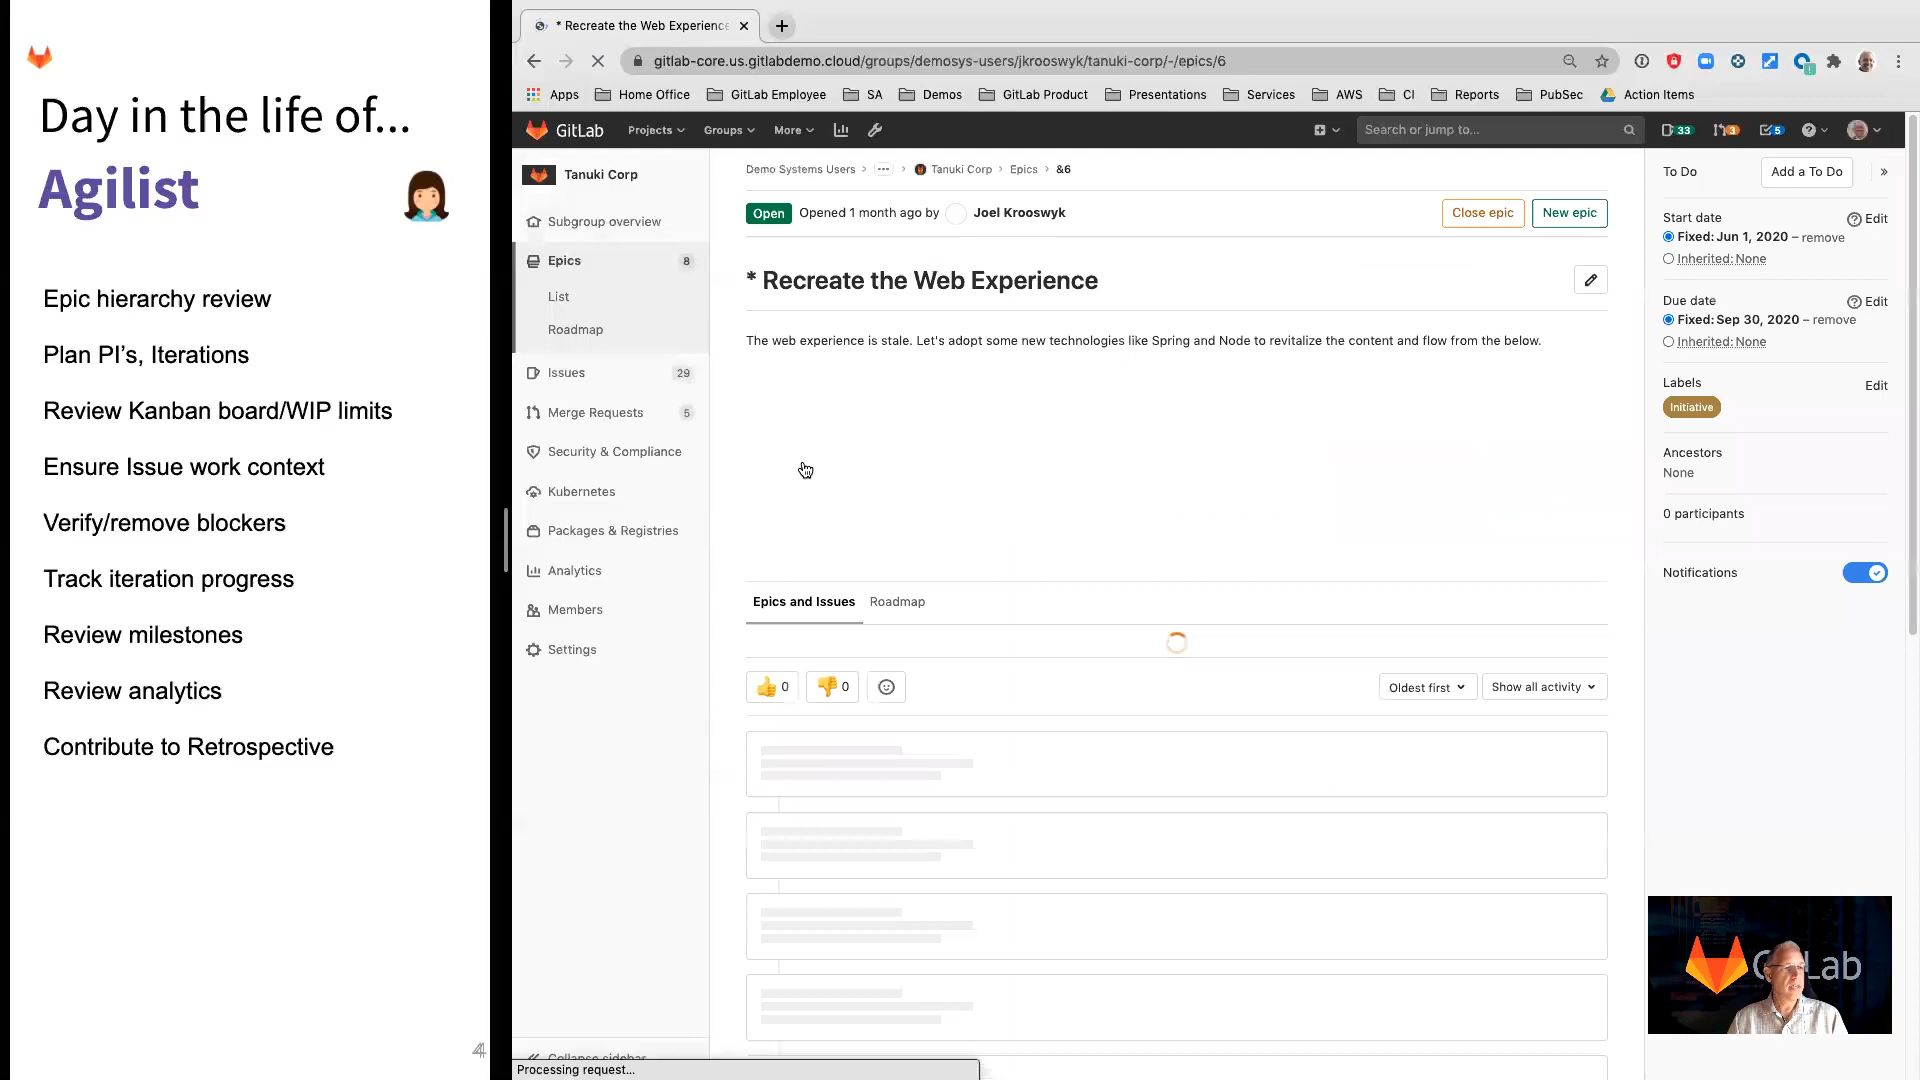 Day in the life of...
Agilist
Epic hierarchy review
Plan PI's, Iterations
Review Kanban board/WIP limits
Ensure Issue work context
Verify/remove blockers
Track iteration progress
Review milestones
Review analytics
Contribute to Retrospective
4
* Recreate the Web Experience
gitlab-core.us.gitlabdemo.cloud/groups/demosys-users/jkrooswyk/tanuki-corp/-/epics/6
Apps Home Office GitLab Employee SA Demos GitLab Product Presentations Services AWS CI Reports PubSec Action Items
GitLab Projects Groups More Search or jump to... 33 3 5
Tanuki Corp
Subgroup overview
Epics 8
List
Roadmap
Issues 29
Merge Requests 5
Security & Compliance
Kubernetes
Packages & Registries
Analytics
Members
Settings
Collapse sidebar
Processing request...
Demo Systems Users > ... > Tanuki Corp > Epics > &6
Open Opened 1 month ago by Joel Krooswyk Close epic New epic
* Recreate the Web Experience
The web experience is stale. Let's adopt some new technologies like Spring and Node to revitalize the content and flow from the below.
Epics and Issues Roadmap
0 0 Oldest first Show all activity
To Do Add a To Do »
Start date Edit
Fixed: Jun 1, 2020 – remove
Inherited: None
Due date Edit
Fixed: Sep 30, 2020 – remove
Inherited: None
Labels Edit
Initiative
Ancestors
None
0 participants
Notifications